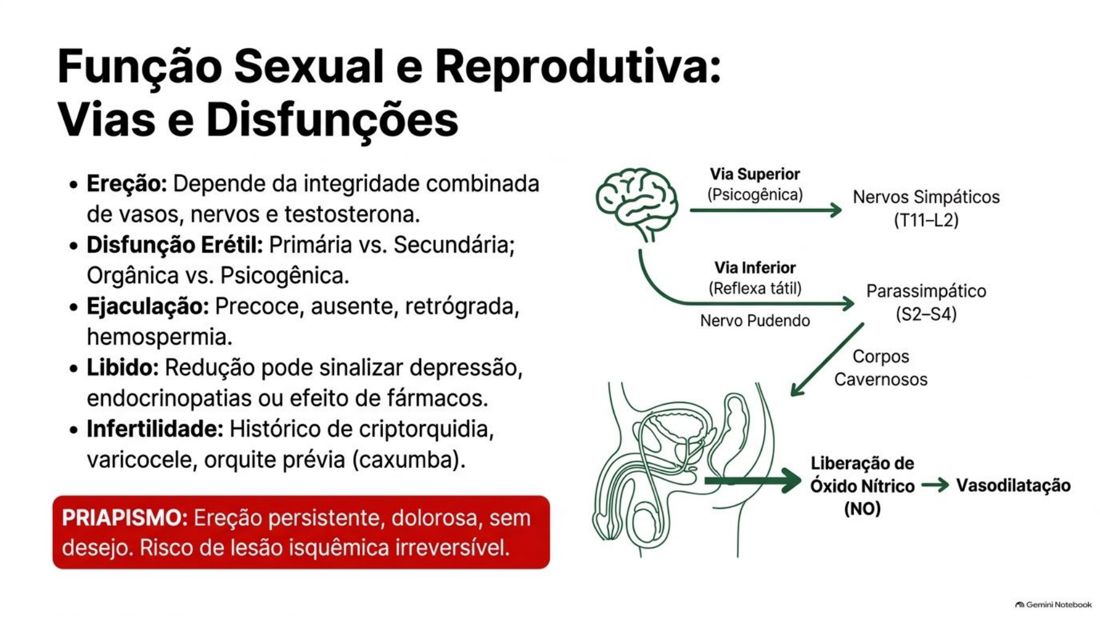 Função Sexual e Reprodutiva:
Vias e Disfunções
• Ereção: Depende da integridade combinada
de vasos, nervos e testosterona.
• Disfunção Erétil: Primária vs. Secundária;
Orgânica vs. Psicogênica.
• Ejaculação: Precoce, ausente, retrógrada,
hemospermia.
• Libido: Redução pode sinalizar depressão,
endocrinopatias ou efeito de fármacos.
• Infertilidade: Histórico de criptorquidia,
varicocele, orquite prévia (caxumba).
PRIAPISMO: Ereção persistente, dolorosa, sem
desejo. Risco de lesão isquêmica irreversível.
Via Superior
(Psicogênica)
Nervos Simpáticos
(T11–L2)
Via Inferior
(Reflexa tátil)
Nervo Pudendo
Parassimpático
(S2–S4)
Corpos
Cavernosos
Liberação de
Óxido Nítrico
(NO)
Vasodilatação
Gemini Notebook